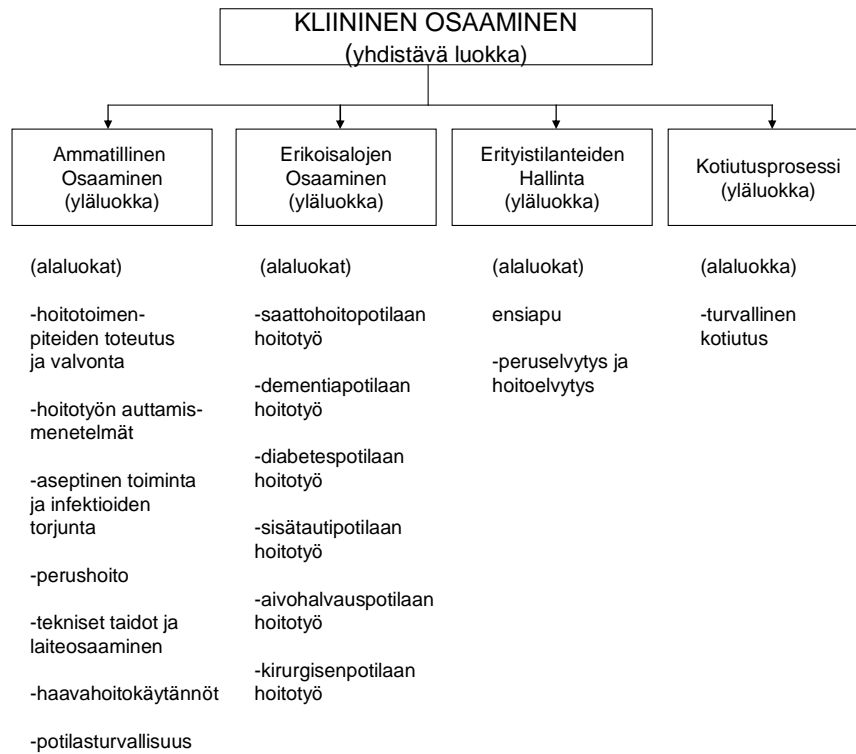 KLIININEN OSAAMINEN
(yhdistävä luokka)
Ammatillinen
Osaaminen
(yläluokka)
Erikoisalojen
Osaaminen
(yläluokka)
Erityistilanteiden
Hallinta
(yläluokka)
Kotiutusprosessi
(yläluokka)
(alaluokat)
-hoitotoimen-
piteiden toteutus
ja valvonta
-hoitotyön auttamis-
menetelmät
-aseptinen toiminta
ja infektioiden
torjunta
-perushoito
-tekniset taidot ja
laiteosaaminen
-haavahoitokäytännöt
-potilasturvallisuus
(alaluokat)
-saattohoitopotilaan
hoitotyö
-dementiapotilaan
hoitotyö
-diabetespotilaan
hoitotyö
-sisätautipotilaan
hoitotyö
-aivohalvauspotilaan
hoitotyö
-kirurgisenpotilaan
hoitotyö
(alaluokat)
ensiapu
-peruselvytys ja
hoitoelvytys
(alaluokka)
-turvallinen
kotiutus